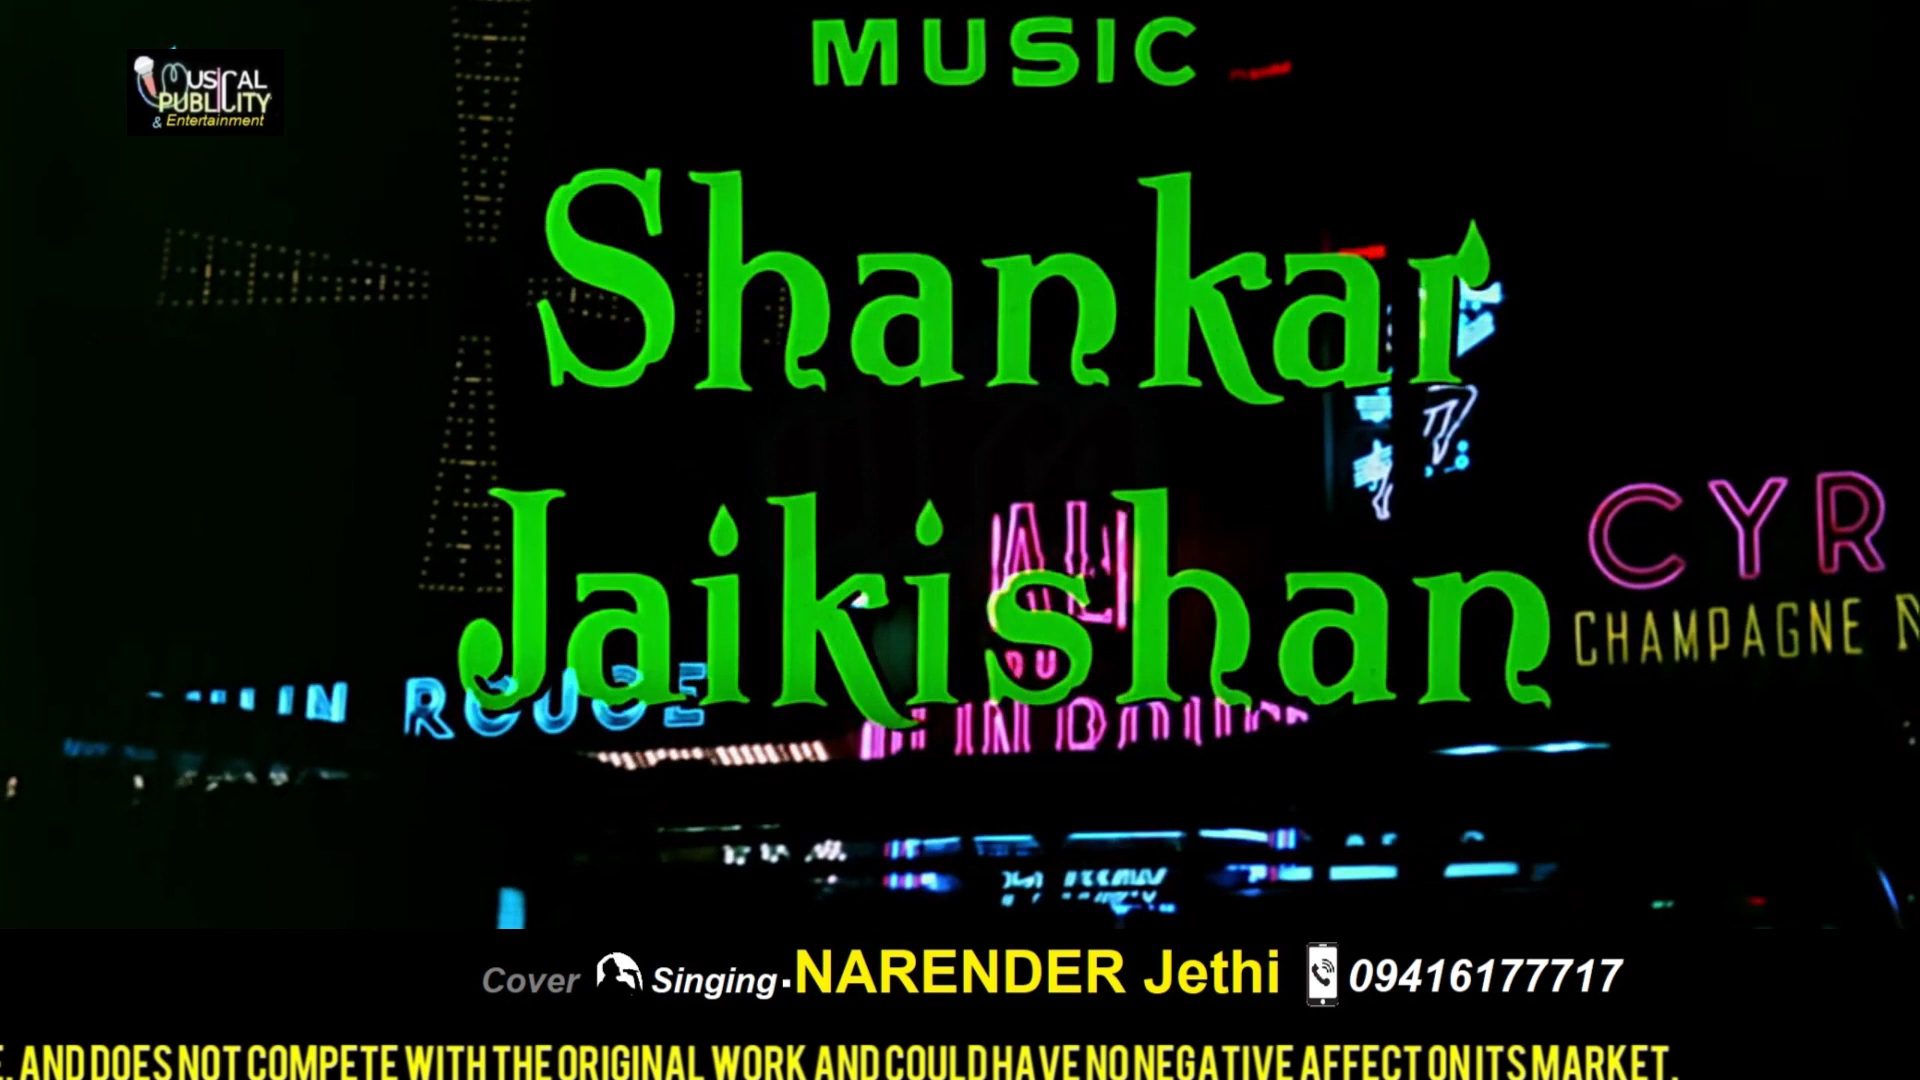 MUSIC
MUSICAL
PUBLICITY
& Entertainment
Shankar
Jaikishan
CYR
CHAMPAGNE
ROUGE
DU
Cover Singing NARENDER Jethi 09416177717
E. AND DOES NOT COMPETE WITH THE ORIGINAL WORK AND COULD HAVE NO NEGATIVE AFFECT ON ITS MARKET.